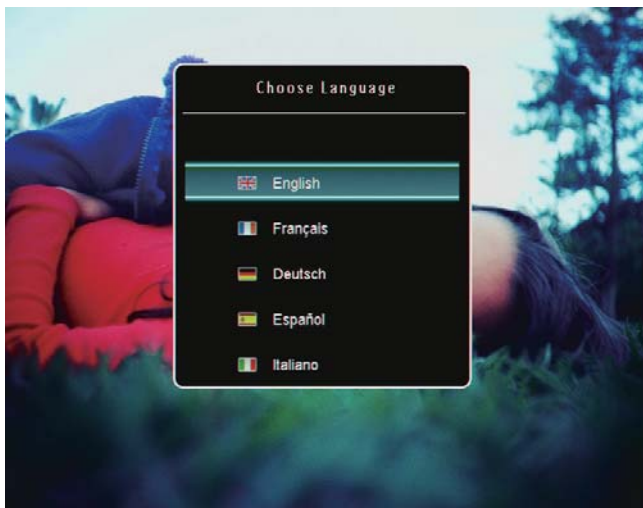 Choose Language
English
Français
Deutsch
Español
Italiano